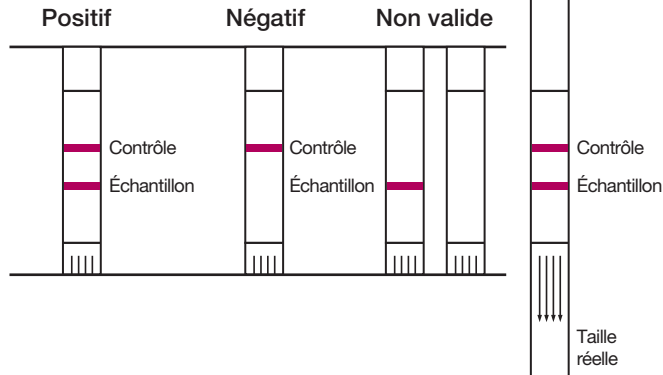 Positif
Négatif
Non valide
Contrôle
Échantillon
Contrôle
Échantillon
Contrôle
Échantillon
Taille
réelle